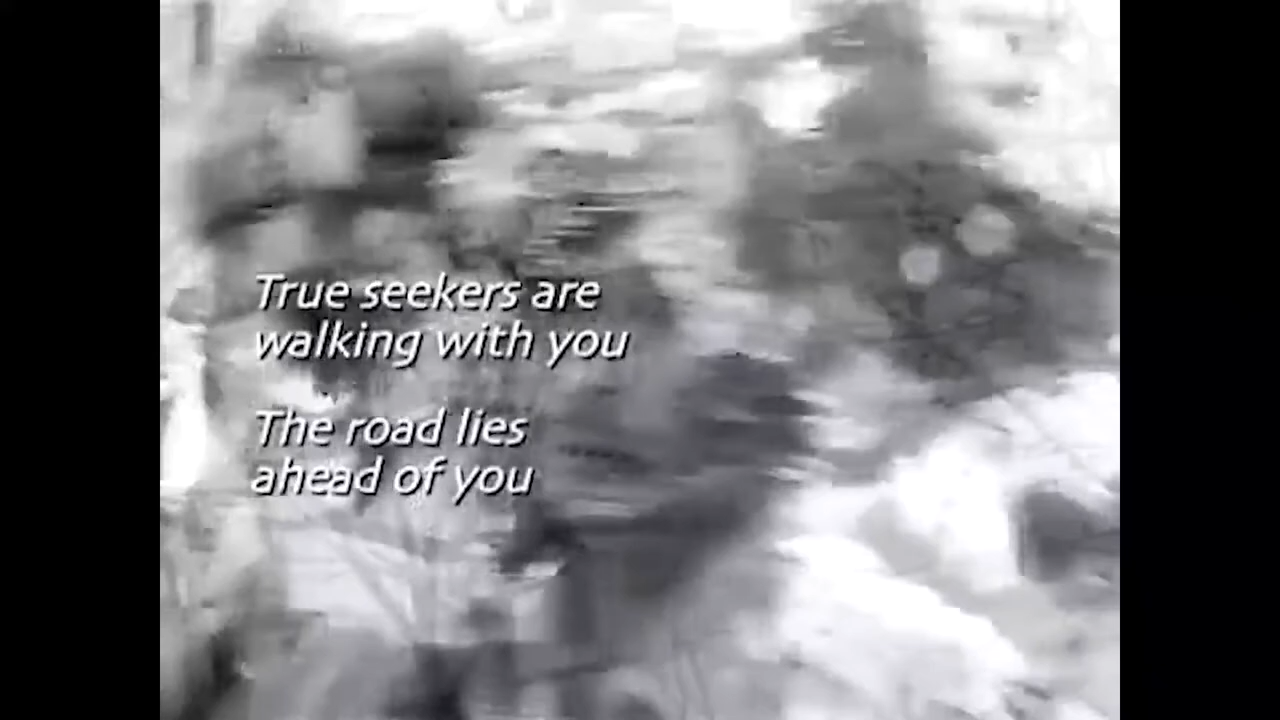 True seekers are
walking with you
The road lies
ahead of you